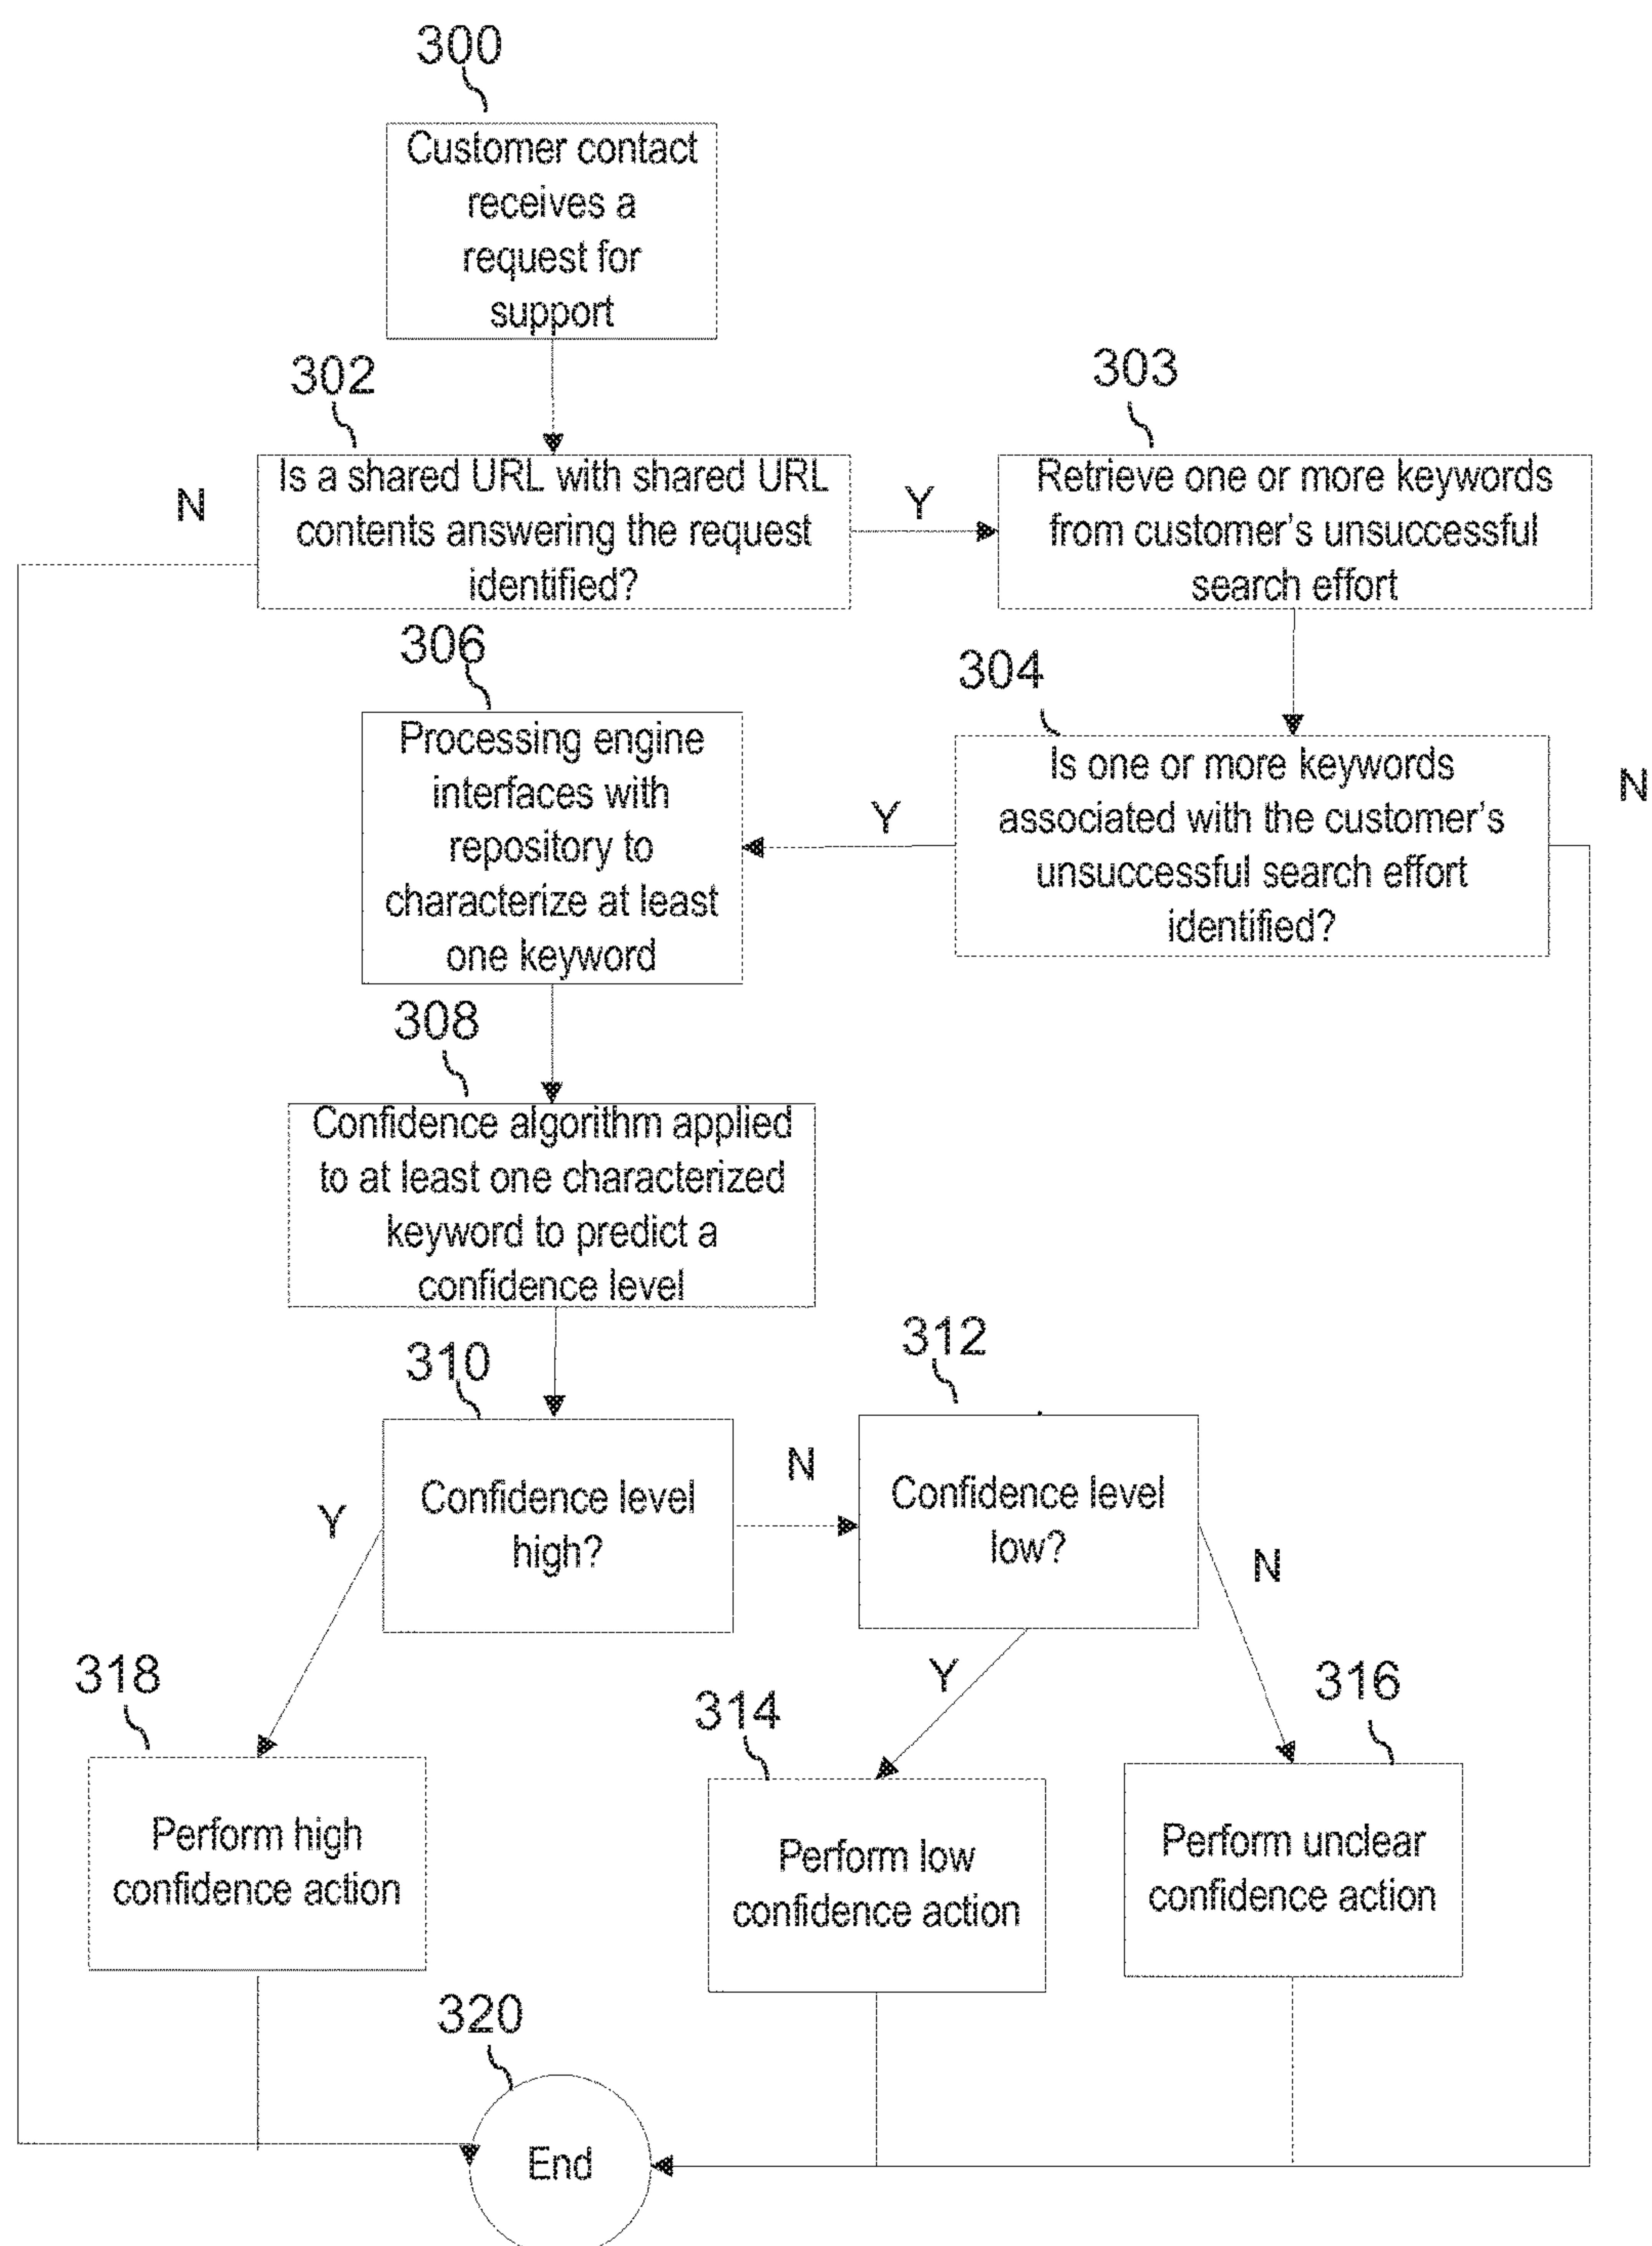 300
Customer contact
receives a
request for
support
302
303
N
Is a shared URL with shared URL
contents answering the request
identified?
Y
Retrieve one or more keywords
from customer's unsuccessful
search effort
306
304
Processing engine
interfaces with
repository to
characterize at least
one keyword
Y
Is one or more keywords
associated with the customer's
unsuccessful search effort
identified?
N
308
Confidence algorithm applied
to at least one characterized
keyword to predict a
confidence level
310
312
Y
Confidence level
high?
N
Confidence level
low?
N
Y
318
314
316
Perform high
confidence action
Perform low
confidence action
Perform unclear
confidence action
320
End